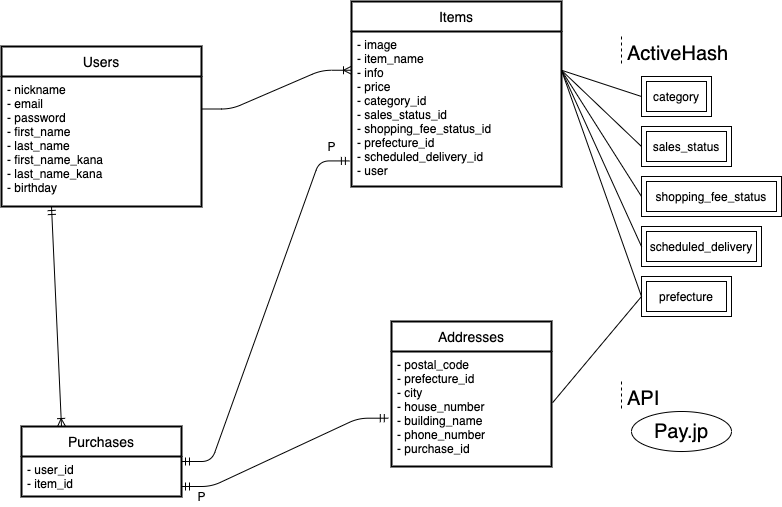 Users
- nickname
- email
- password
- first_name
- last_name
- first_name_kana
- last_name_kana
- birthday
Items
- image
- item_name
- info
- price
- category_id
- sales_status_id
- shopping_fee_status_id
- prefecture_id
- scheduled_delivery_id
- user
P
ActiveHash
category
sales_status
shopping_fee_status
scheduled_delivery
prefecture
Addresses
- postal_code
- prefecture_id
- city
- house_number
- building_name
- phone_number
- purchase_id
API
Pay.jp
Purchases
- user_id
- item_id
P